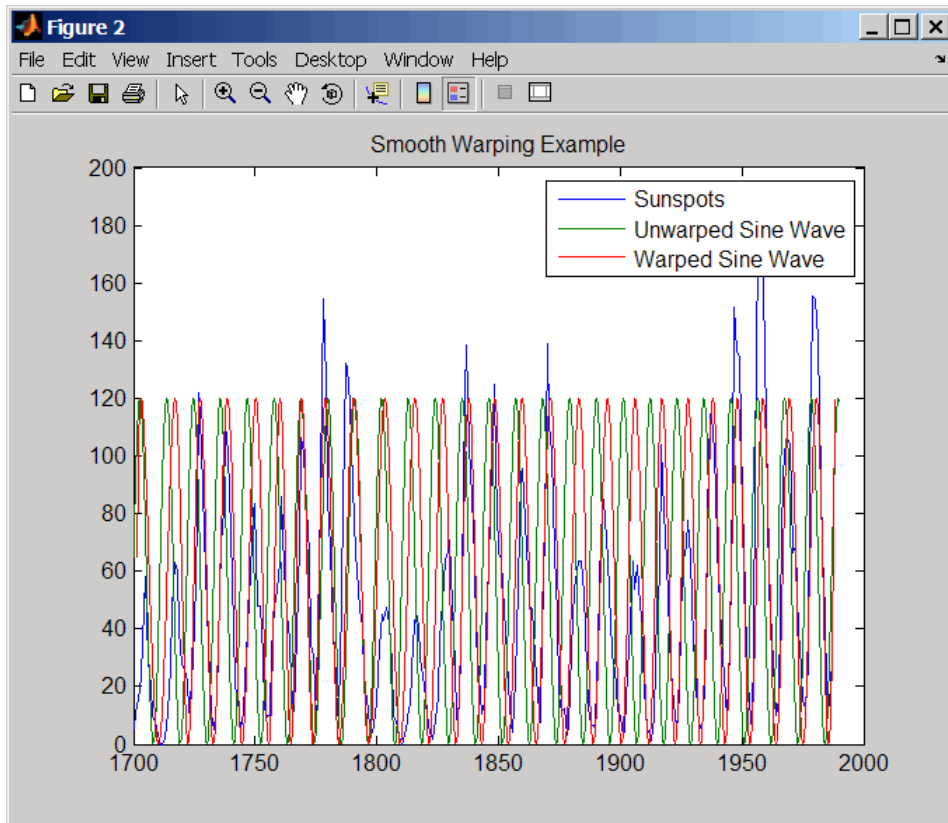 Figure 2
File Edit View Insert Tools Desktop Window Help
Smooth Warping Example
200
180
160
140
120
100
80
60
40
20
0
Sunspots
Unwarped Sine Wave
Warped Sine Wave
1700 1750 1800 1850 1900 1950 2000